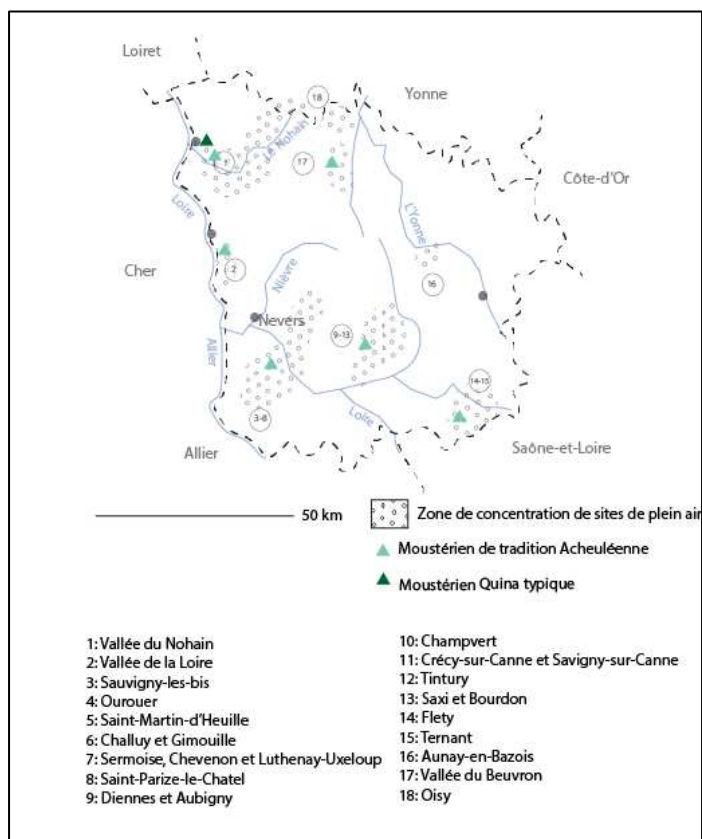 Loiret
Yonne
18
Le Nohain
1
17
Côte-d'Or
Loire
L'Yonne
Cher
2
Nièvre
16
Nevers
9-13
Allier
14-15
3-8
Loire
Allier
Saône-et-Loire
50 km
Zone de concentration de sites de plein air
Moustérien de tradition Acheuléenne
Moustérien Quina typique
1: Vallée du Nohain
2: Vallée de la Loire
3: Sauvigny-les-bis
4: Ourouer
5: Saint-Martin-d'Heuille
6: Challuy et Gimouille
7: Sermoise, Chevenon et Luthenay-Uxeloup
8: Saint-Parize-le-Chatel
9: Diennes et Aubigny
10: Champvert
11: Crécy-sur-Canne et Savigny-sur-Canne
12: Tintury
13: Saxi et Bourdon
14: Flety
15: Ternant
16: Aunay-en-Bazois
17: Vallée du Beuvron
18: Oisy